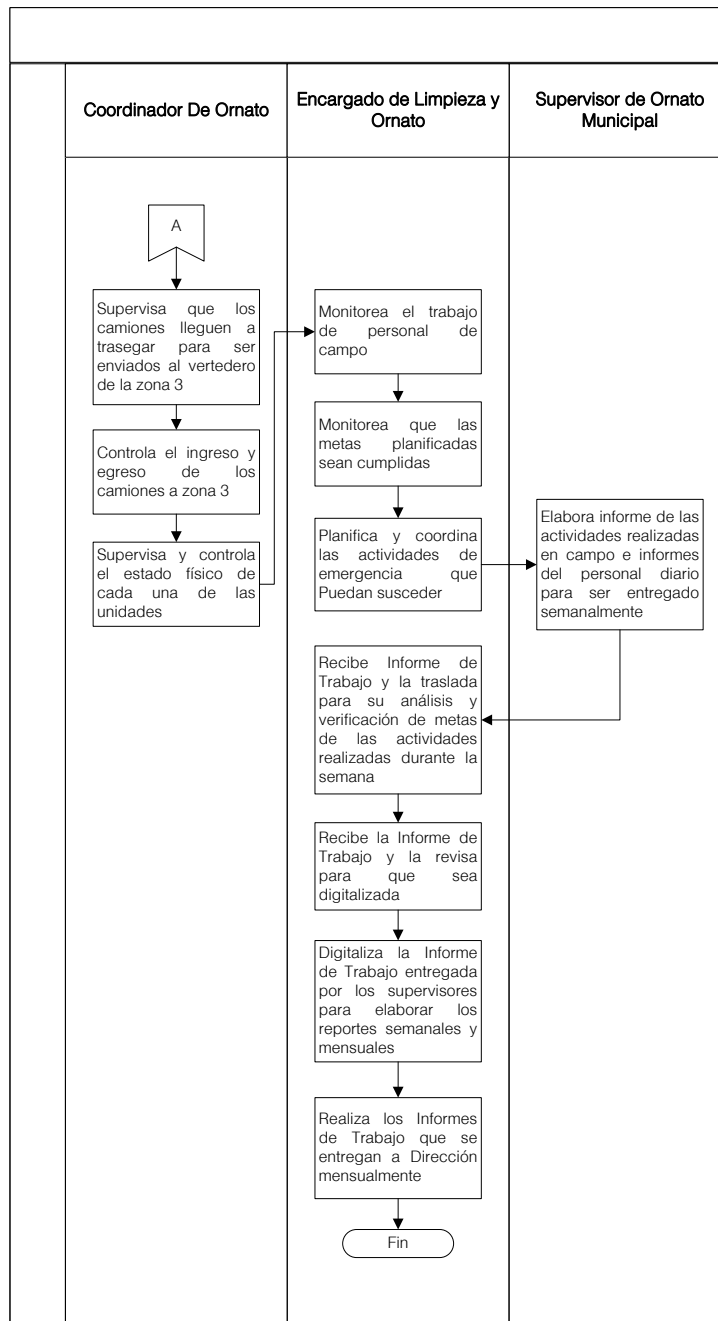 Coordinador De Ornato
Encargado de Limpieza y
Ornato
Supervisor de Ornato
Municipal
A
Supervisa que los
camiones lleguen a
trasegar para ser
enviados al vertedero
de la zona 3
Controla el ingreso y
egreso de los
camiones a zona 3
Supervisa y controla
el estado físico de
cada una de las
unidades
Monitorea el trabajo
de personal de
campo
Monitorea que las
metas planificadas
sean cumplidas
Planifica y coordina
las actividades de
emergencia que
Puedan susceder
Elabora informe de las
actividades realizadas
en campo e informes
del personal diario
para ser entregado
semanalmente
Recibe Informe de
Trabajo y la traslada
para su análisis y
verificación de metas
de las actividades
realizadas durante la
semana
Recibe la Informe de
Trabajo y la revisa
para que sea
digitalizada
Digitaliza la Informe
de Trabajo entregada
por los supervisores
para elaborar los
reportes semanales y
mensuales
Realiza los Informes
de Trabajo que se
entregan a Dirección
mensualmente
Fin